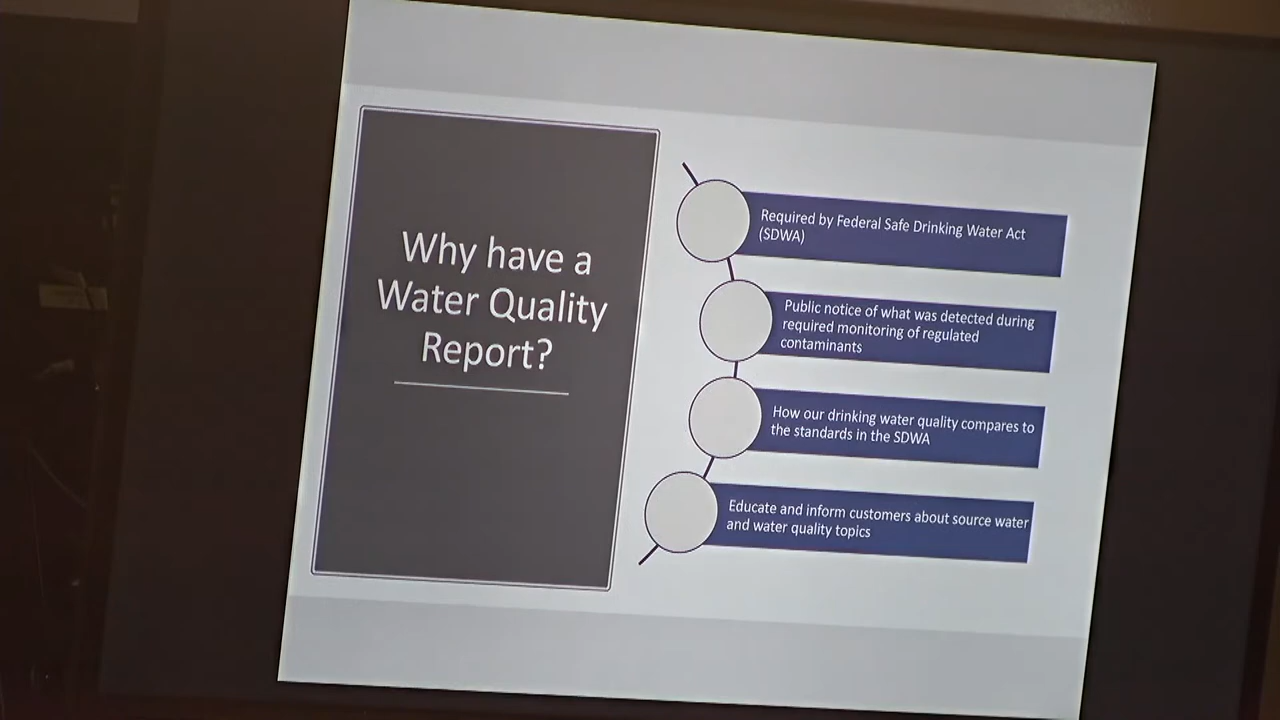 Why have a
Water Quality
Report?
Required by Federal Safe Drinking Water Act
(SDWA)
Public notice of what was detected during
required monitoring of regulated
contaminants
How our drinking water quality compares to
the standards in the SDWA
Educate and inform customers about source water
and water quality topics